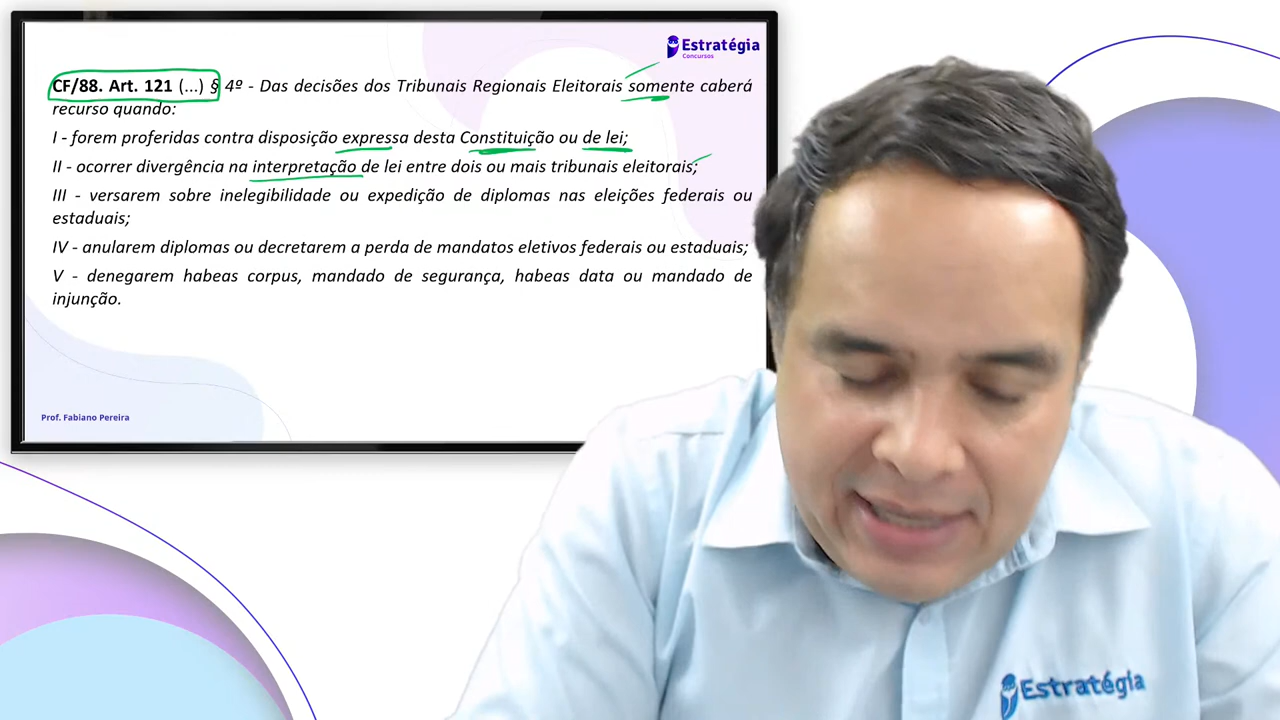 Estratégia
Concursos
CF/88. Art. 121 (...) § 4º - Das decisões dos Tribunais Regionais Eleitorais somente caberá
recurso quando:
I - forem proferidas contra disposição expressa desta Constituição ou de lei;
II - ocorrer divergência na interpretação de lei entre dois ou mais tribunais eleitorais;
III - versarem sobre inelegibilidade ou expedição de diplomas nas eleições federais ou
estaduais;
IV - anularem diplomas ou decretarem a perda de mandatos eletivos federais ou estaduais;
V - denegarem habeas corpus, mandado de segurança, habeas data ou mandado de
injunção.
Prof. Fabiano Pereira
Estratégia